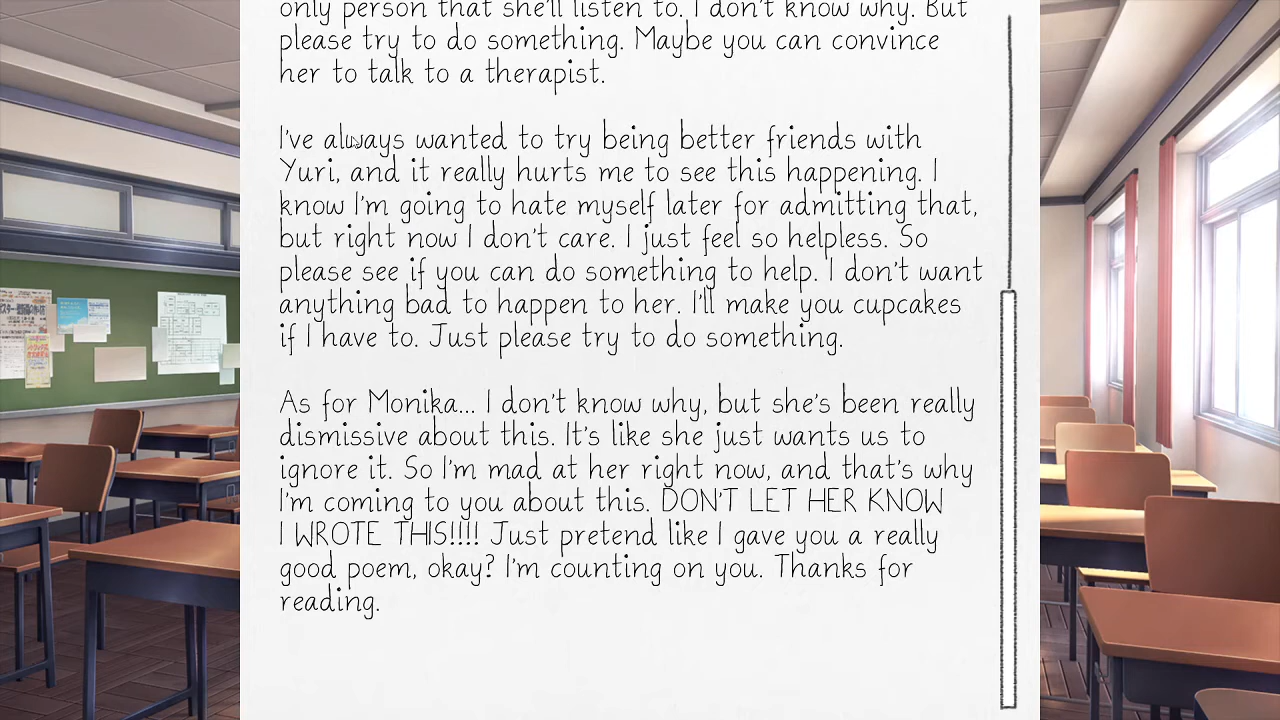 only person that she'll listen to. I don't know why. But
please try to do something. Maybe you can convince
her to talk to a therapist.
I've always wanted to try being better friends with
Yuri, and it really hurts me to see this happening. I
know I'm going to hate myself later for admitting that,
but right now I don't care. I just feel so helpless. So
please see if you can do something to help. I don't want
anything bad to happen to her. I'll make you cupcakes
if I have to. Just please try to do something.
As for Monika... I don't know why, but she's been really
dismissive about this. It's like she just wants us to
ignore it. So I'm mad at her right now, and that's why
I'm coming to you about this. DON'T LET HER KNOW
I WROTE THIS!!!! Just pretend like I gave you a really
good poem, okay? I'm counting on you. Thanks for
reading.